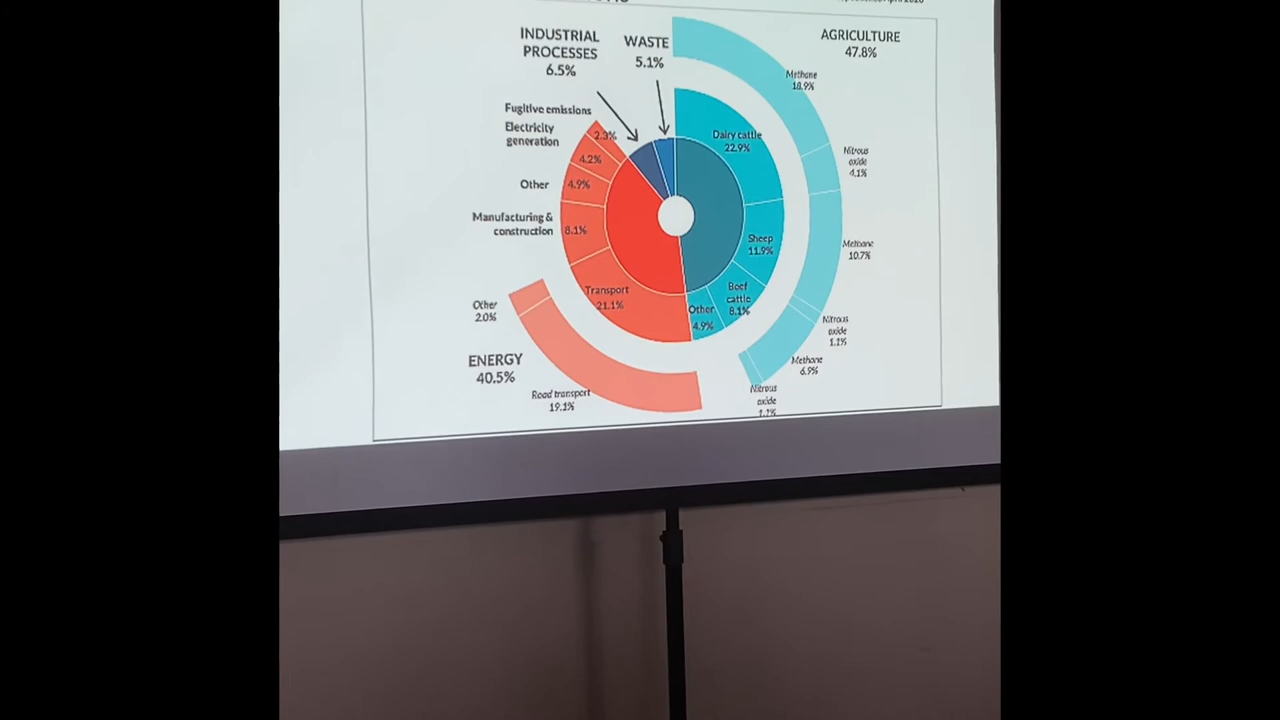 INDUSTRIAL
PROCESSES
6.5%
WASTE
5.1%
AGRICULTURE
47.8%
Methane
18.9%
Fugitive emissions
2.3%
Electricity
generation
4.2%
Dairy cattle
22.9%
Nitrous
oxide
4.1%
Other
4.9%
Manufacturing &
construction
8.1%
Sheep
11.9%
Methane
10.7%
Transport
21.1%
Beef
cattle
8.1%
Other
4.9%
Other
2.0%
Nitrous
oxide
1.1%
ENERGY
40.5%
Methane
6.9%
Road transport
19.1%
Nitrous
oxide
1.1%